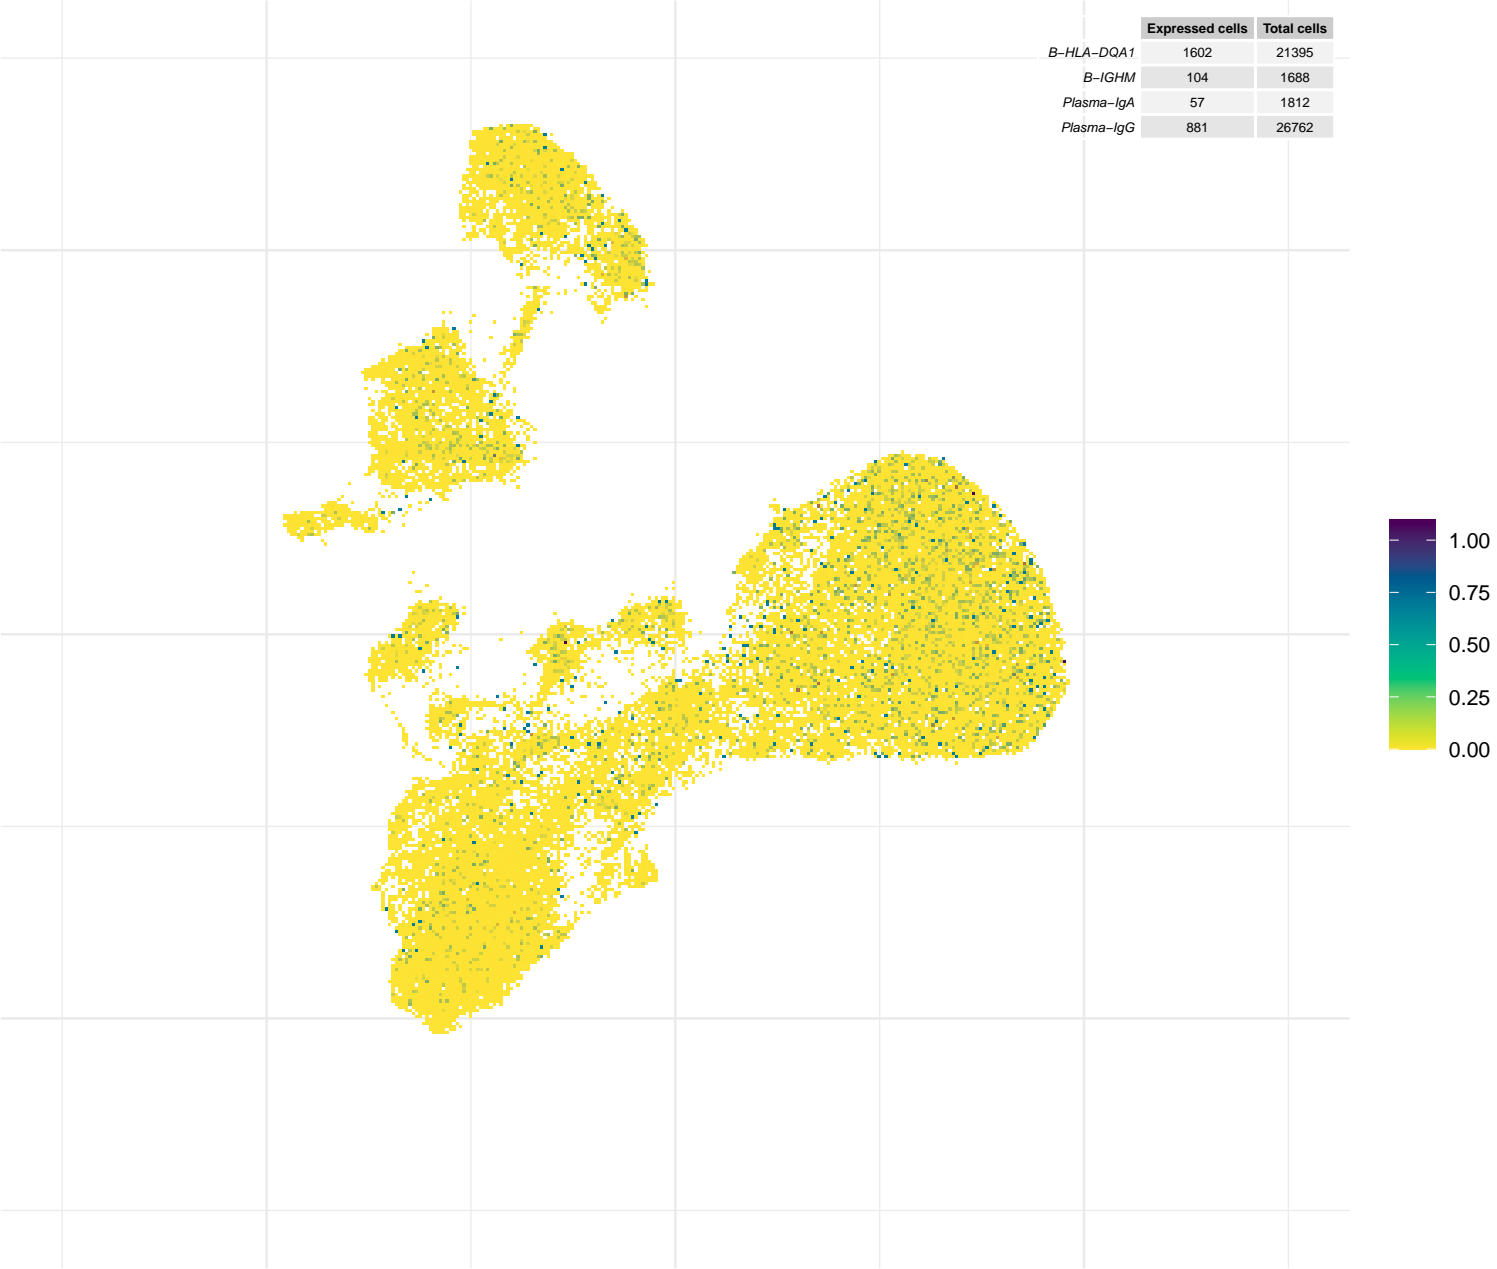 Expressed cells Total cells
B−HLA−DQA1 1602 21395
B−IGHM 104 1688
Plasma−IgA 57 1812
Plasma−IgG 881 26762
1.00
0.75
0.50
0.25
0.00